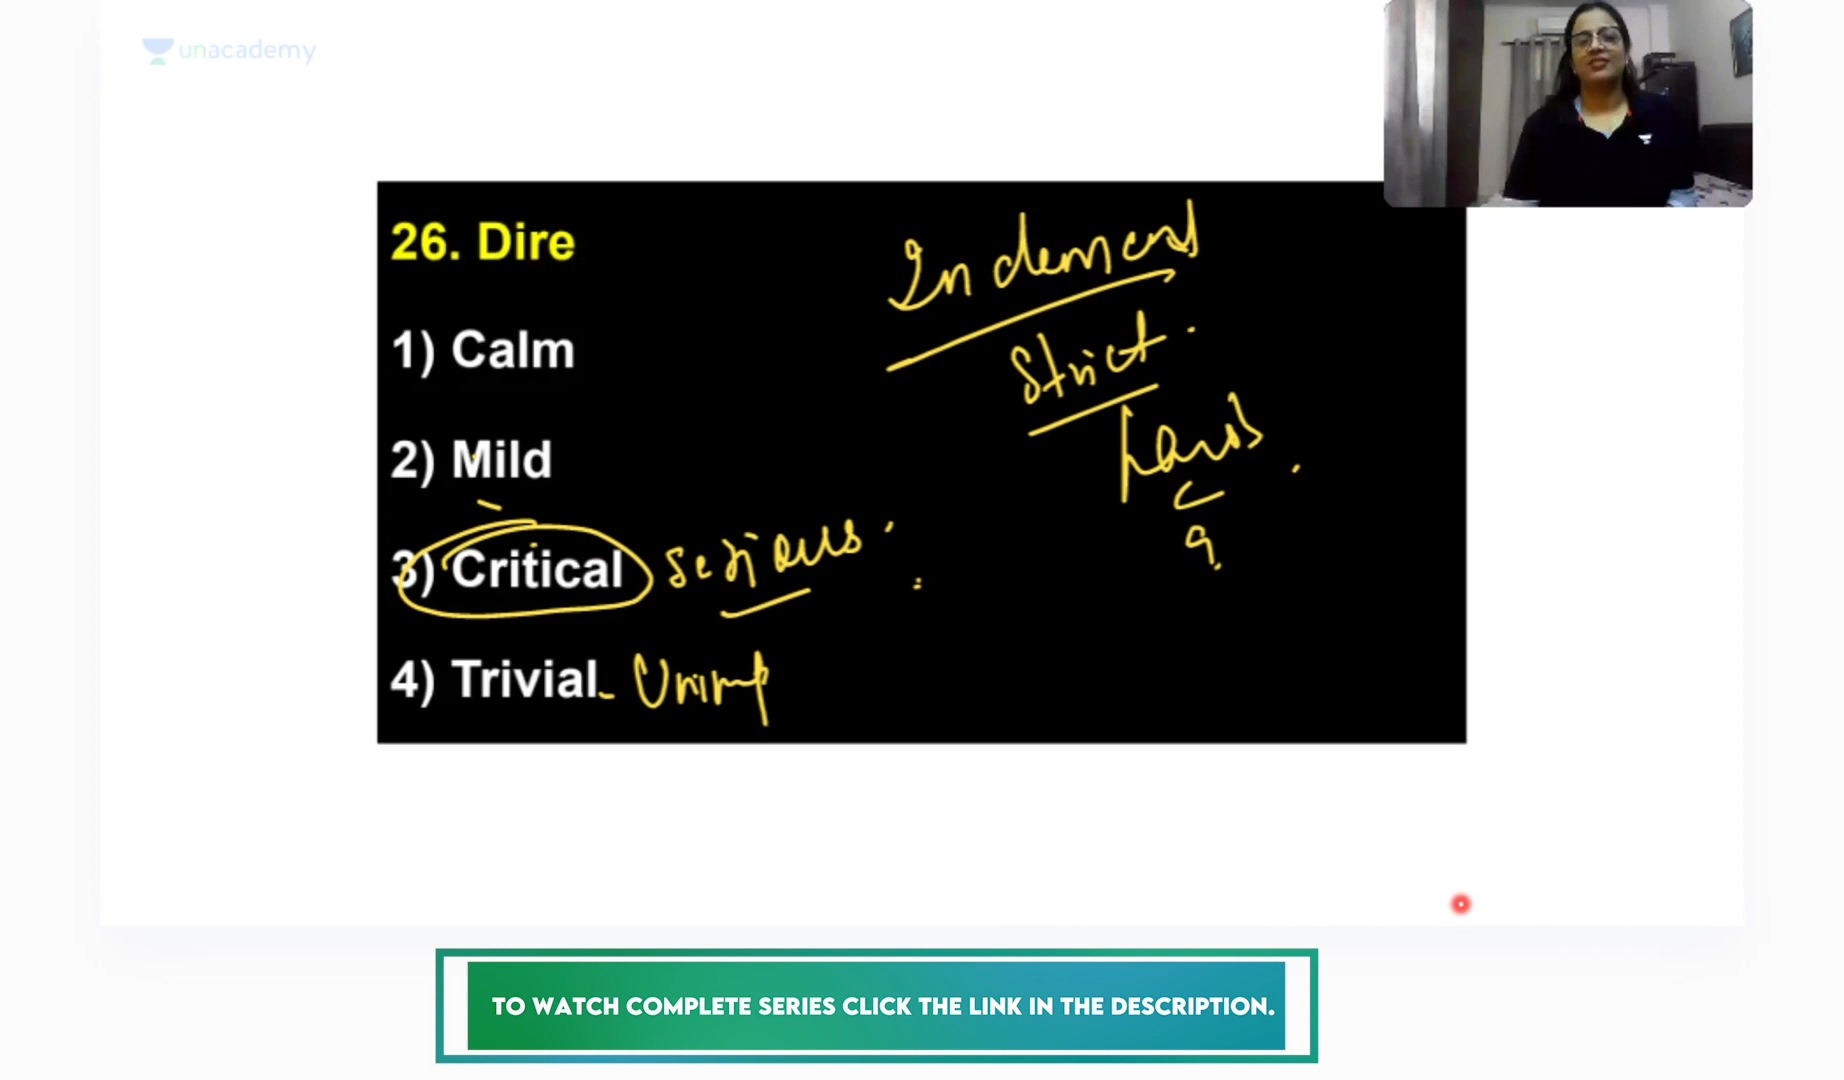 unacademy
26. Dire
1) Calm
2) Mild
3) Critical serious.
4) Trivial - Unimp
Strict.
TO WATCH COMPLETE SERIES CLICK THE LINK IN THE DESCRIPTION.